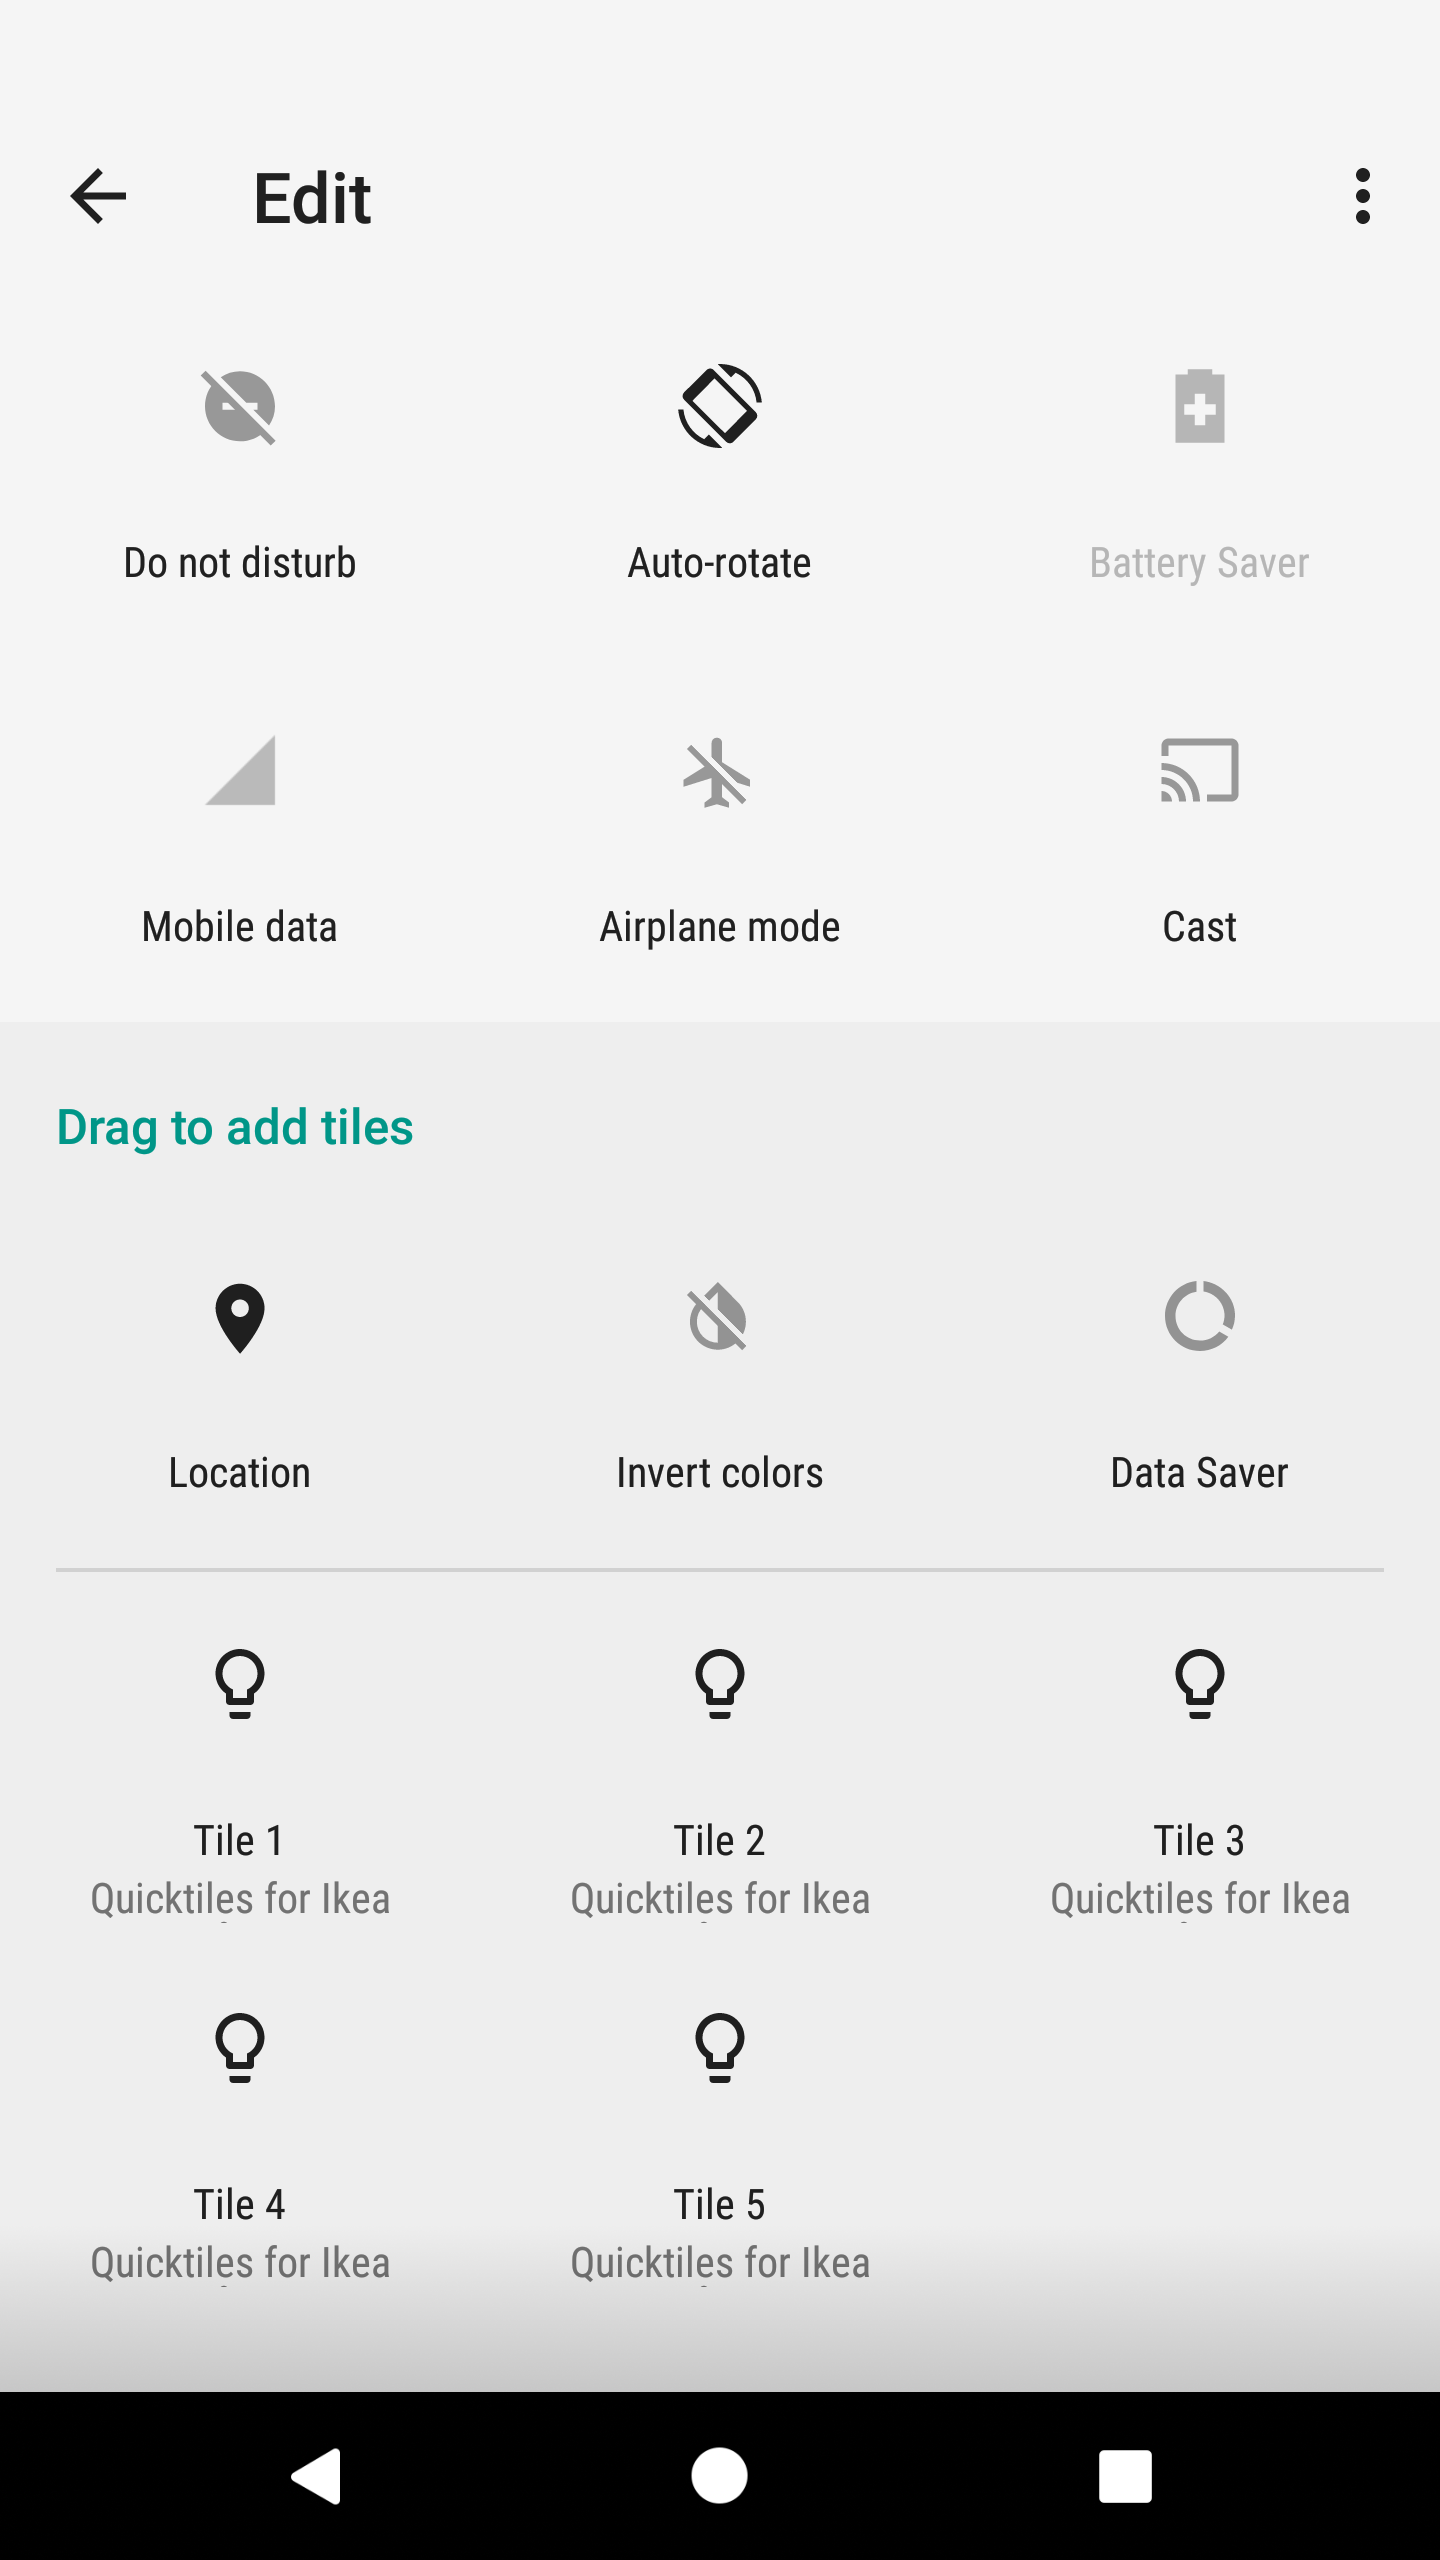 Edit
Do not disturb
Auto-rotate
Battery Saver
Mobile data
Airplane mode
Cast
Drag to add tiles
Location
Invert colors
Data Saver
Tile 1
Quicktiles for Ikea
Tile 2
Quicktiles for Ikea
Tile 3
Quicktiles for Ikea
Tile 4
Quicktiles for Ikea
Tile 5
Quicktiles for Ikea